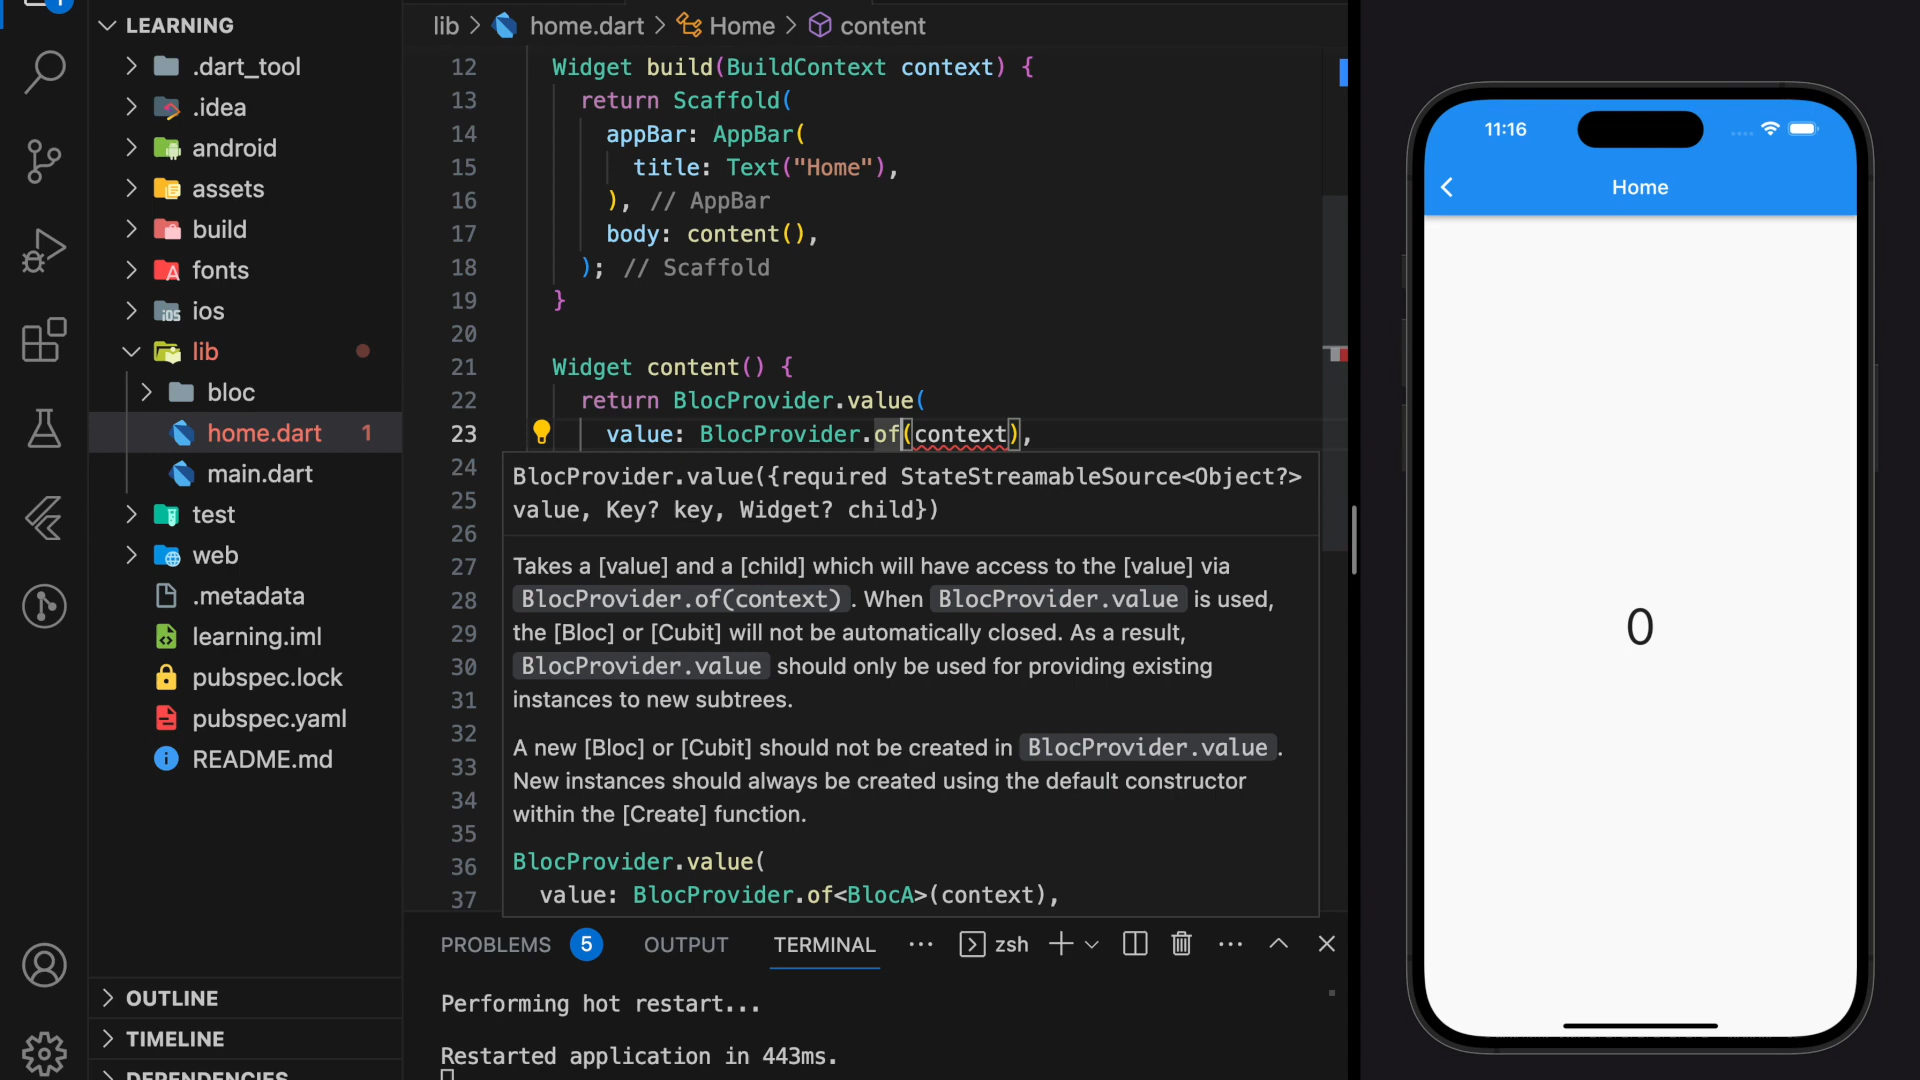 1
LEARNING
.dart_tool
.idea
android
assets
build
fonts
ios
lib
bloc
home.dart 1
main.dart
test
web
.metadata
learning.iml
pubspec.lock
pubspec.yaml
README.md
OUTLINE
TIMELINE
DEPENDENCIES
lib > home.dart > Home > content
12 Widget build(BuildContext context) {
13 return Scaffold(
14 appBar: AppBar(
15 title: Text("Home"),
16 ), // AppBar
17 body: content(),
18 ); // Scaffold
19 }
20
21 Widget content() {
22 return BlocProvider.value(
23 value: BlocProvider.of(context),
24
25
26
27
28
29
30
31
32
33
34
35
36
37
BlocProvider.value({required StateStreamableSource<Object?>
value, Key? key, Widget? child})
Takes a [value] and a [child] which will have access to the [value] via
BlocProvider.of(context) . When BlocProvider.value is used,
the [Bloc] or [Cubit] will not be automatically closed. As a result,
BlocProvider.value should only be used for providing existing
instances to new subtrees.
A new [Bloc] or [Cubit] should not be created in BlocProvider.value .
New instances should always be created using the default constructor
within the [Create] function.
BlocProvider.value(
value: BlocProvider.of<BlocA>(context),
PROBLEMS 5 OUTPUT TERMINAL ··· zsh ···
Performing hot restart...
Restarted application in 443ms.
11:16
Home
0